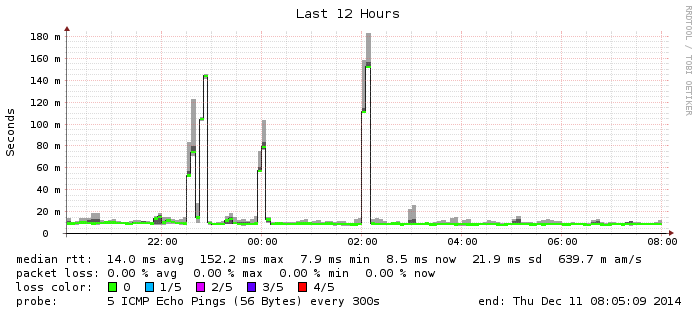 Last 12 Hours
RRDTOOL / TOBI OETIKER
Seconds
180 m
160 m
140 m
120 m
100 m
80 m
60 m
40 m
20 m
0
22:00 00:00 02:00 04:00 06:00 08:00
median rtt: 14.0 ms avg 152.2 ms max 7.9 ms min 8.5 ms now 21.9 ms sd 639.7 m am/s
packet loss: 0.00 % avg 0.00 % max 0.00 % min 0.00 % now
loss color: 0 1/5 2/5 3/5 4/5
probe: 5 ICMP Echo Pings (56 Bytes) every 300s end: Thu Dec 11 08:05:09 2014